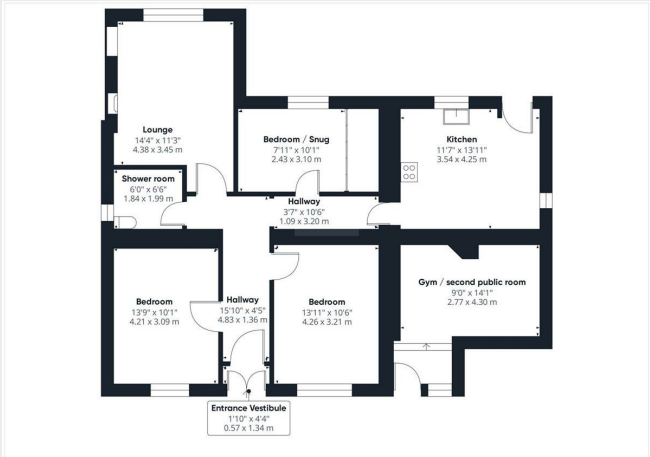 Lounge
14'4" x 11'3"
4.38 x 3.45 m
Bedroom / Snug
7'11" x 10'1"
2.43 x 3.10 m
Kitchen
11'7" x 13'11"
3.54 x 4.25 m
Shower room
6'0" x 6'6"
1.84 x 1.99 m
Hallway
3'7" x 10'6"
1.09 x 3.20 m
Bedroom
13'9" x 10'1"
4.21 x 3.09 m
Hallway
15'10" x 4'5"
4.83 x 1.36 m
Bedroom
13'11" x 10'6"
4.26 x 3.21 m
Gym / second public room
9'0" x 14'1"
2.77 x 4.30 m
Entrance Vestibule
1'10" x 4'4"
0.57 x 1.34 m